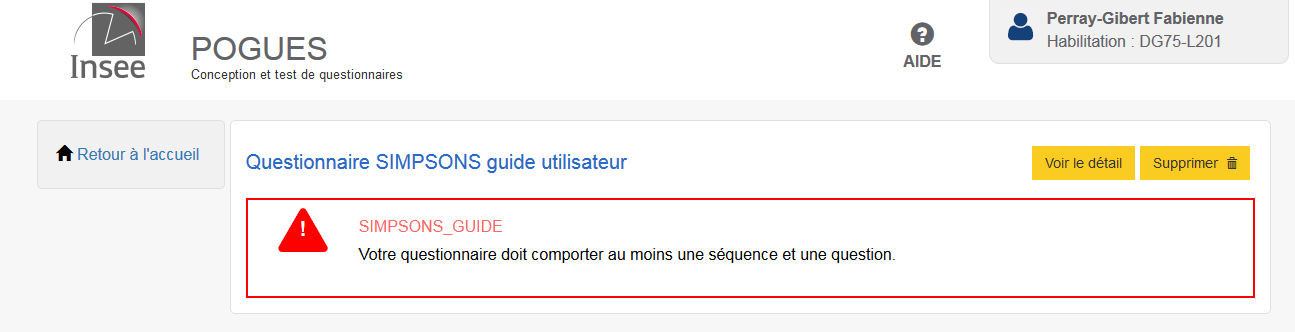 Insee
POGUES
Conception et test de questionnaires
?
AIDE
Perray-Gibert Fabienne
Habilitation : DG75-L201
Retour à l'accueil
Questionnaire SIMPSONS guide utilisateur
Voir le détail
Supprimer
!
SIMPSONS_GUIDE
Votre questionnaire doit comporter au moins une séquence et une question.